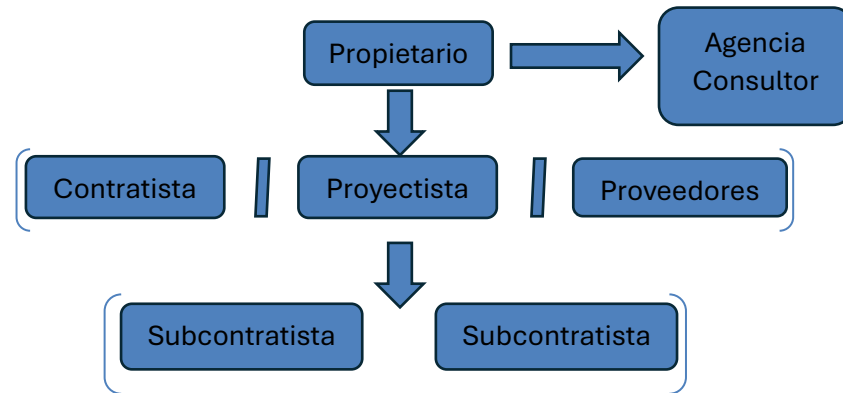 Propietario
Agencia
Consultor
Contratista
Proyectista
Proveedores
Subcontratista
Subcontratista